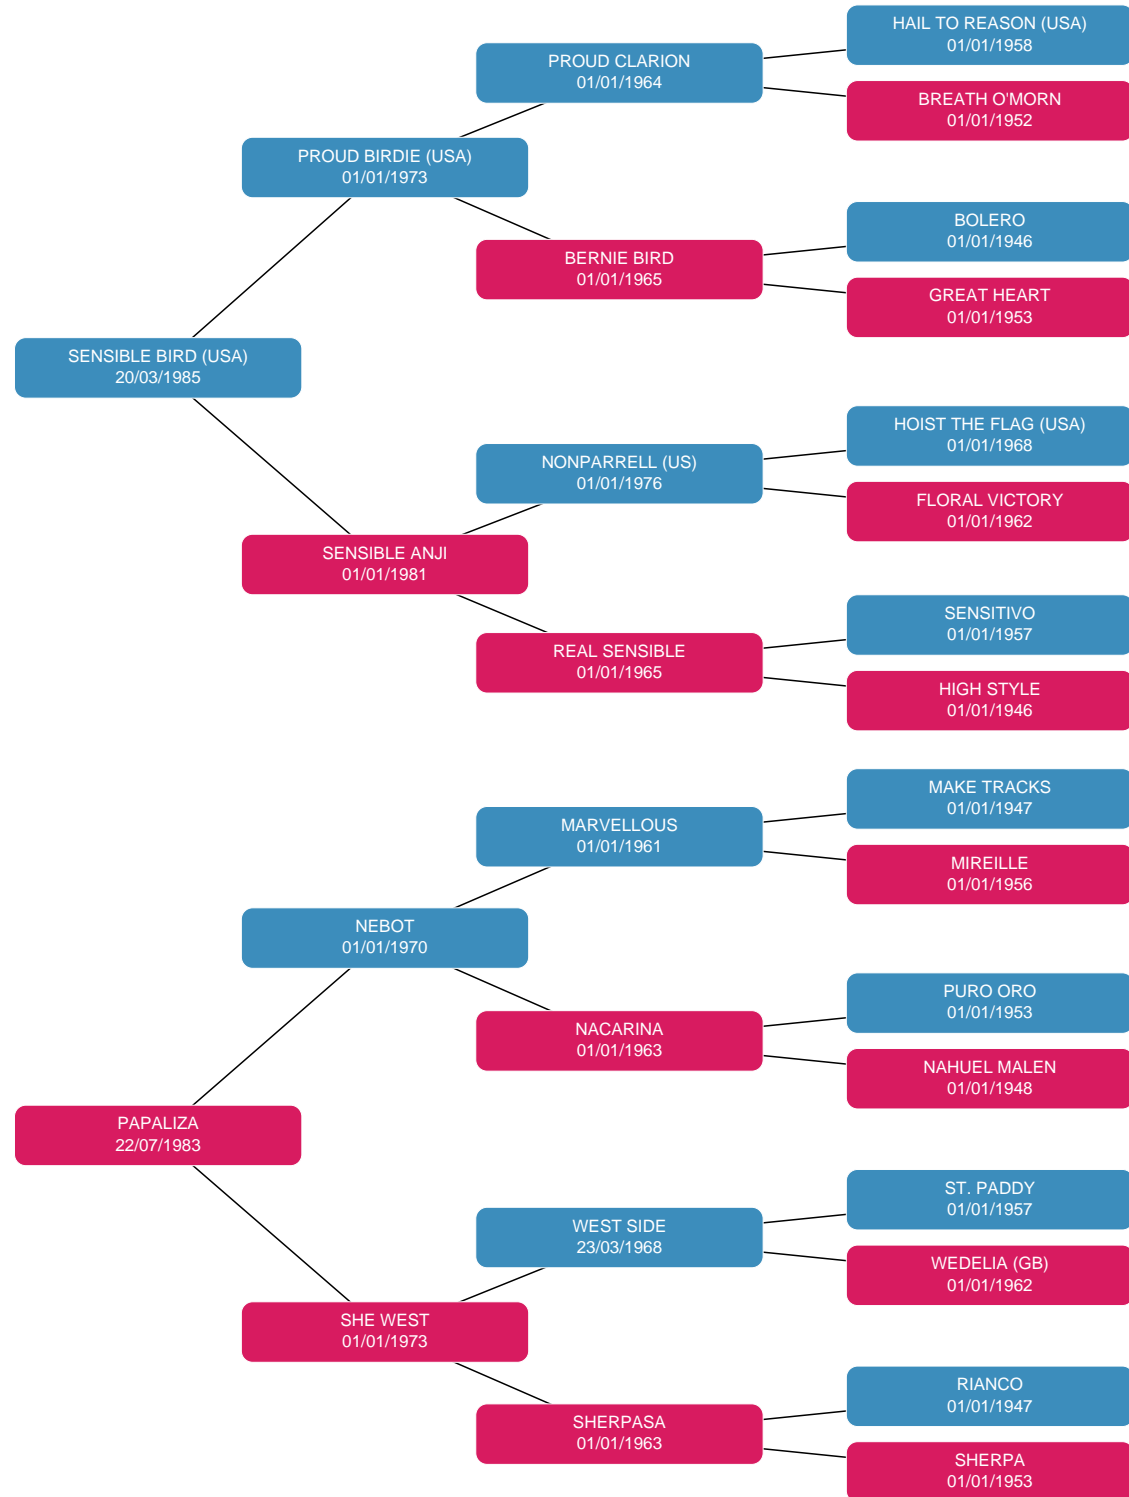 HAIL TO REASON (USA)
01/01/1958
PROUD CLARION
01/01/1964
BREATH O'MORN
01/01/1952
PROUD BIRDIE (USA)
01/01/1973
BOLERO
01/01/1946
BERNIE BIRD
01/01/1965
GREAT HEART
01/01/1953
SENSIBLE BIRD (USA)
20/03/1985
HOIST THE FLAG (USA)
01/01/1968
NONPARRELL (US)
01/01/1976
FLORAL VICTORY
01/01/1962
SENSIBLE ANJI
01/01/1981
SENSITIVO
01/01/1957
REAL SENSIBLE
01/01/1965
HIGH STYLE
01/01/1946
MAKE TRACKS
01/01/1947
MARVELLOUS
01/01/1961
MIREILLE
01/01/1956
NEBOT
01/01/1970
PURO ORO
01/01/1953
NACARINA
01/01/1963
NAHUEL MALEN
01/01/1948
PAPALIZA
22/07/1983
ST. PADDY
01/01/1957
WEST SIDE
23/03/1968
WEDELIA (GB)
01/01/1962
SHE WEST
01/01/1973
RIANCO
01/01/1947
SHERPASA
01/01/1963
SHERPA
01/01/1953